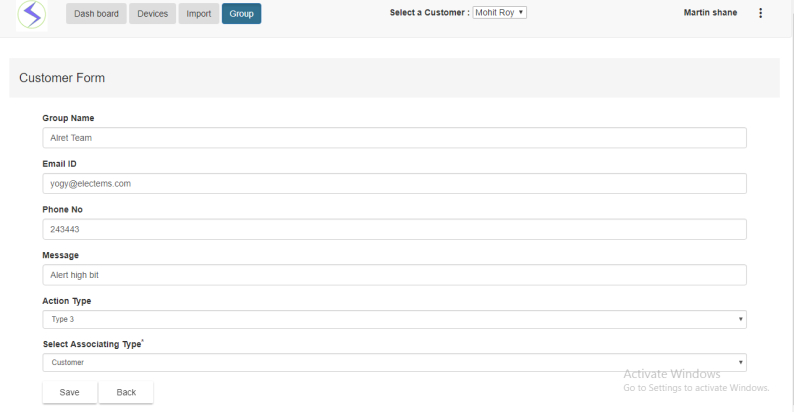 Dash board Devices Import Group Select a Customer : Mohit Roy Martin shane
Customer Form
Group Name
Alret Team
Email ID
yogy@electems.com
Phone No
243443
Message
Alert high bit
Action Type
Type 3
Select Associating Type*
Customer
Save Back
Activate Windows
Go to Settings to activate Windows.